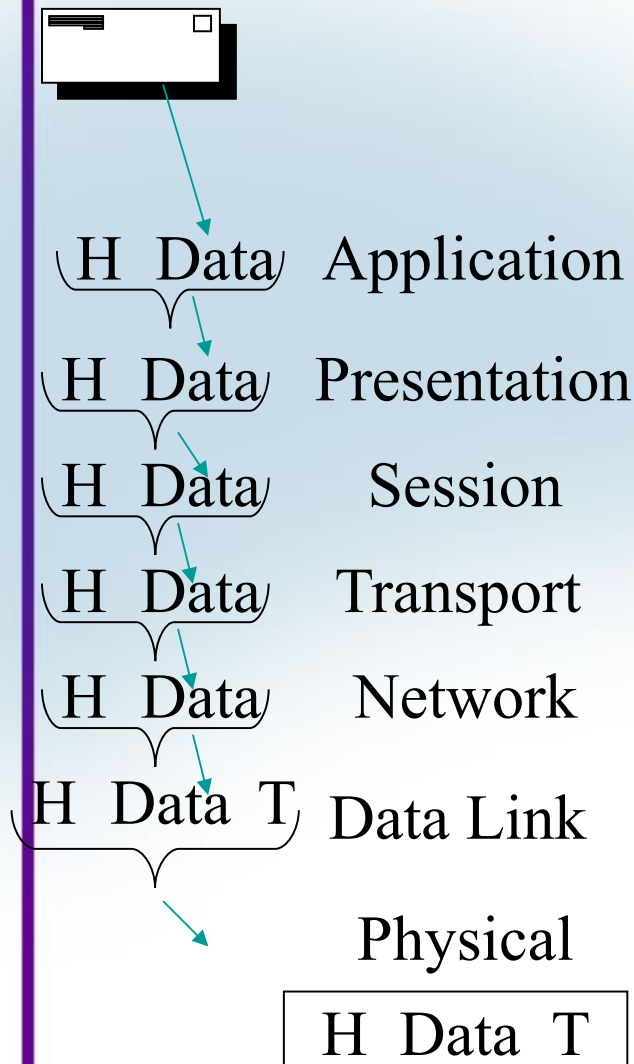 H Data Application
H Data Presentation
H Data Session
H Data Transport
H Data Network
H Data T Data Link
Physical
H Data T